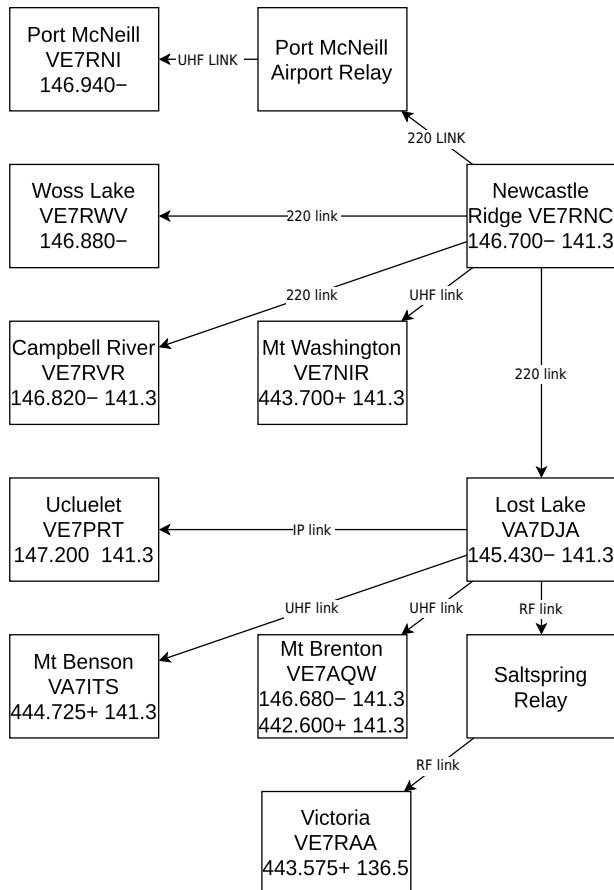 Port McNeill
VE7RNI
146.940−
UHF LINK
Port McNeill
Airport Relay
220 LINK
Woss Lake
VE7RWV
146.880−
220 link
Newcastle
Ridge VE7RNC
146.700− 141.3
220 link
UHF link
Campbell River
VE7RVR
146.820− 141.3
Mt Washington
VE7NIR
443.700+ 141.3
220 link
Ucluelet
VE7PRT
147.200  141.3
IP link
Lost Lake
VA7DJA
145.430− 141.3
UHF link
UHF link
RF link
Mt Benson
VA7ITS
444.725+ 141.3
Mt Brenton
VE7AQW
146.680− 141.3
442.600+ 141.3
Saltspring
Relay
RF link
Victoria
VE7RAA
443.575+ 136.5